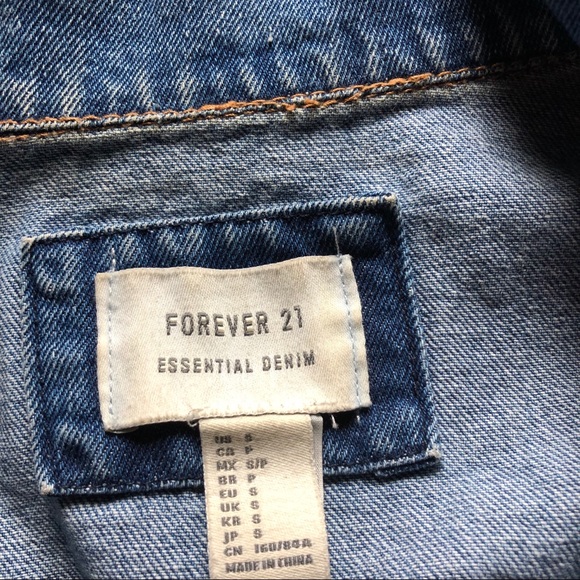 FOREVER 21
ESSENTIAL DENIM
US S
CA P
MX S/P
BR P
EU S
UK S
KR S
JP S
CN 160/84A
MADE IN CHINA